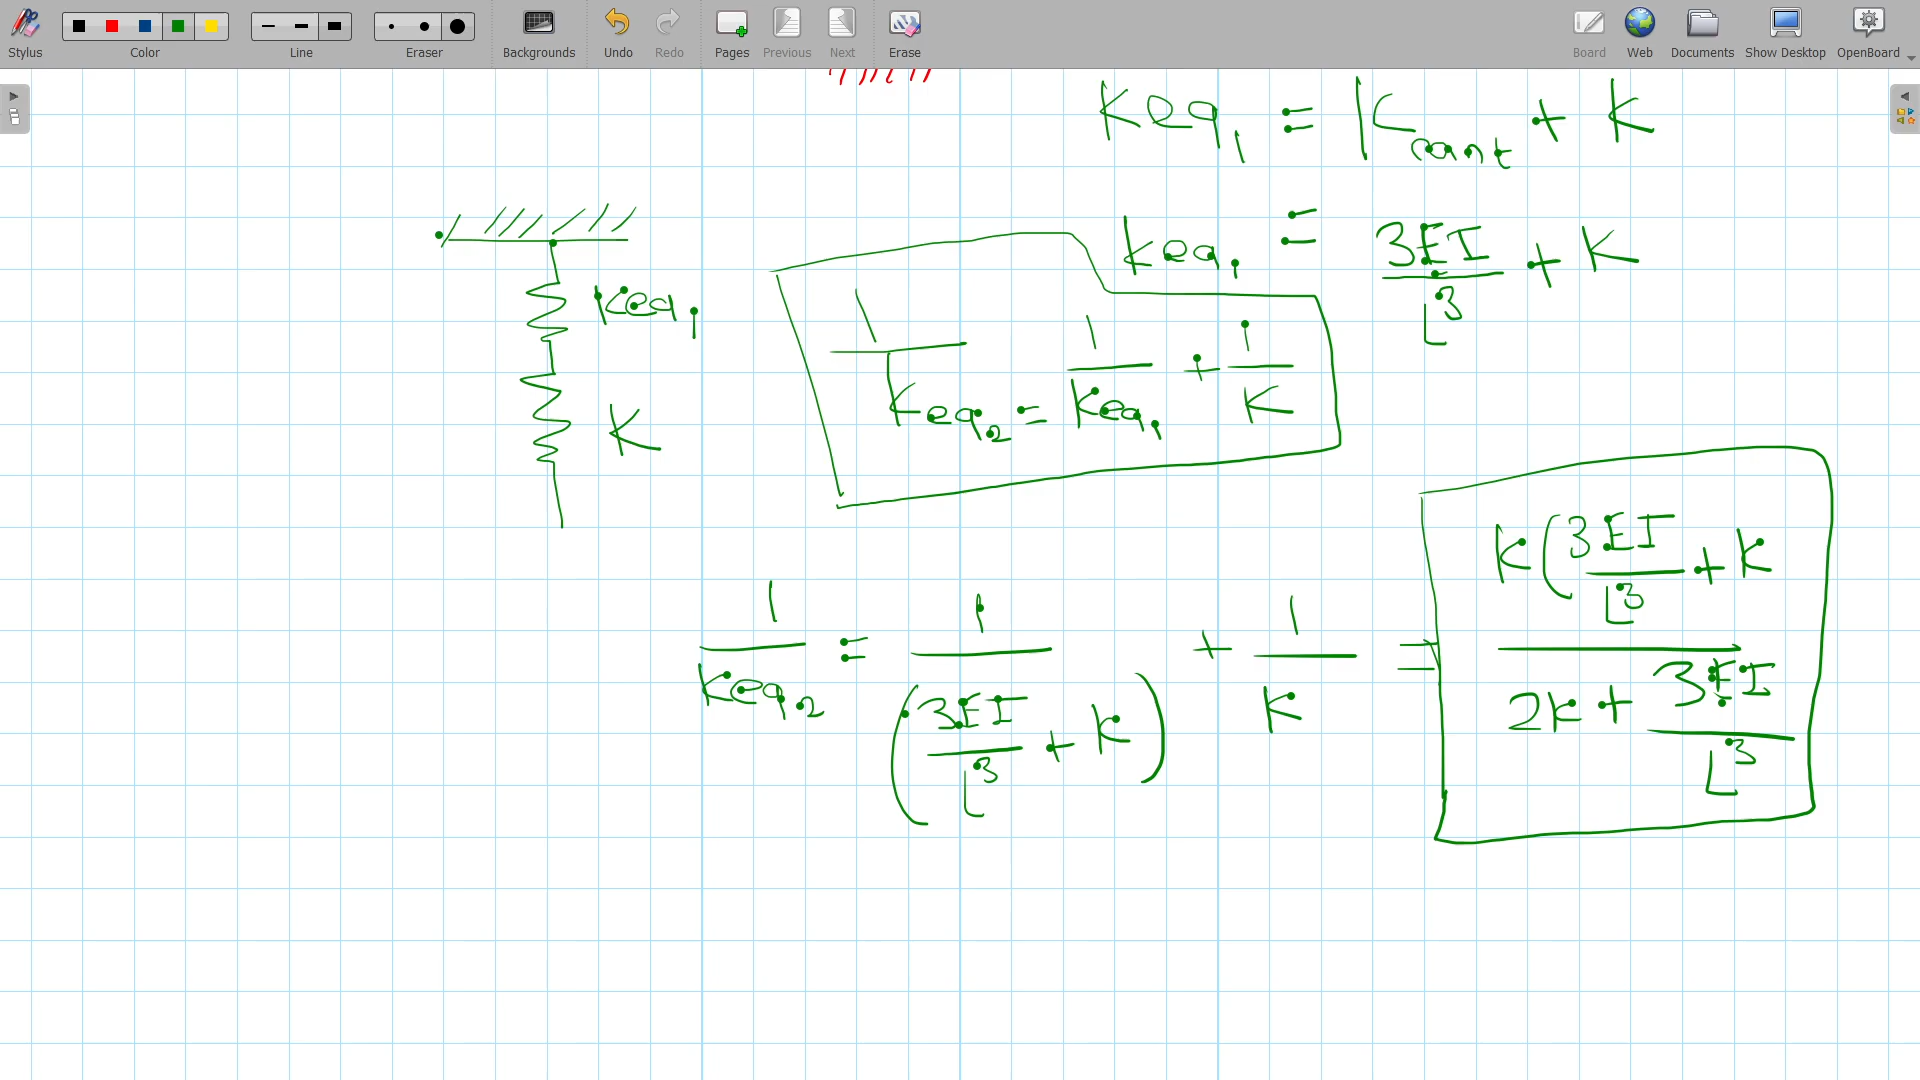 Stylus Color Line Eraser Backgrounds Undo Redo Pages Previous Next Erase Board Web Documents Show Desktop OpenBoard
Keq₁ = Kcant + K
Keq₁ = 3EI/L³ + K
Keq₁
K
1/Keq₂ = 1/Keq₁ + 1/K
1/Keq₂ = 1/(3EI/L³ + K) + 1/K ⇒ K(3EI/L³ + K / 2K + 3EI/L³